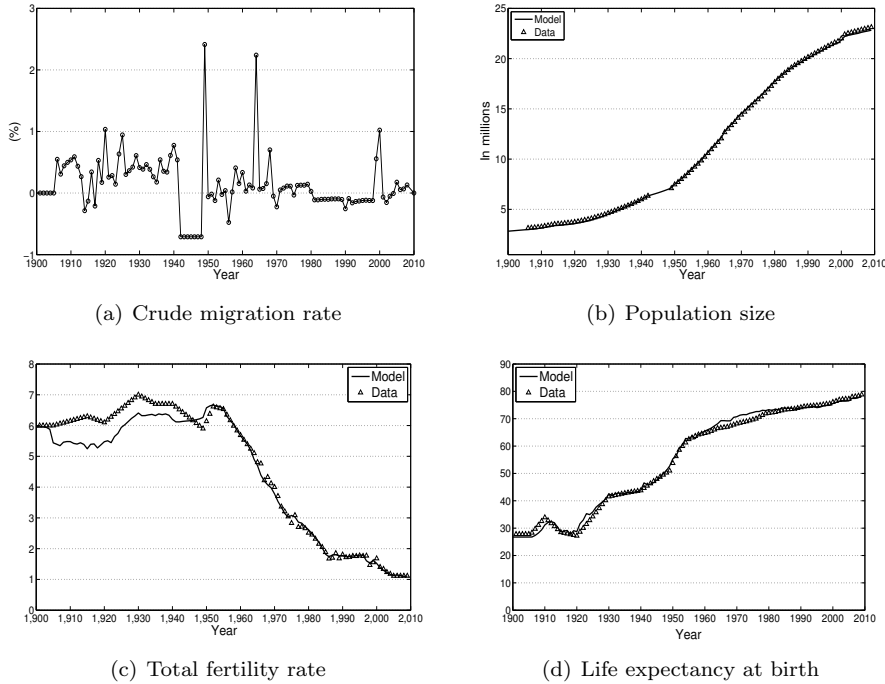 3
2
1
0
−1
(%)
1900 1910 1920 1930 1940 1950 1960 1970 1980 1990 2000 2010
Year
(a) Crude migration rate
25
20
15
10
5
In millions
Model
Data
1,900 1,910 1,920 1,930 1,940 1,950 1,960 1,970 1,980 1,990 2,000 2,010
Year
(b) Population size
8
7
6
5
4
3
2
1
0
Model
Data
1,900 1,910 1,920 1,930 1,940 1,950 1,960 1,970 1,980 1,990 2,000 2,010
Year
(c) Total fertility rate
90
80
70
60
50
40
30
20
10
0
Model
Data
1900 1910 1920 1930 1940 1950 1960 1970 1980 1990 2000 2010
Year
(d) Life expectancy at birth